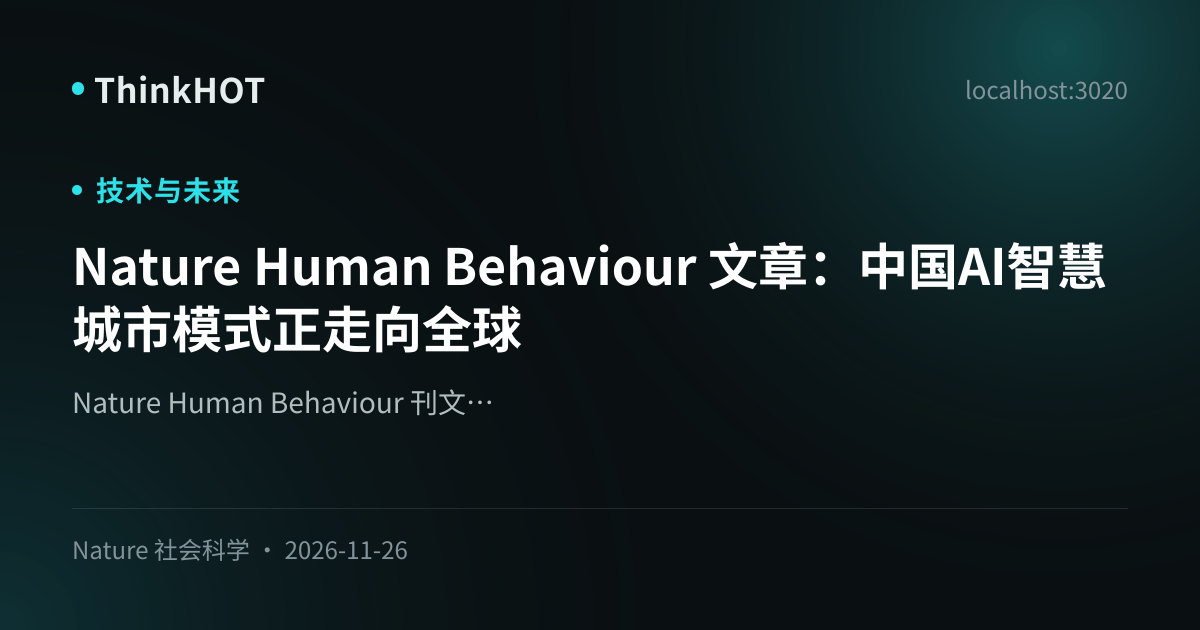 ThinkHOT
localhost:3020
技术与未来
Nature Human Behaviour 文章：中国AI智慧
城市模式正走向全球
Nature Human Behaviour 刊文…
Nature 社会科学 · 2026-11-26